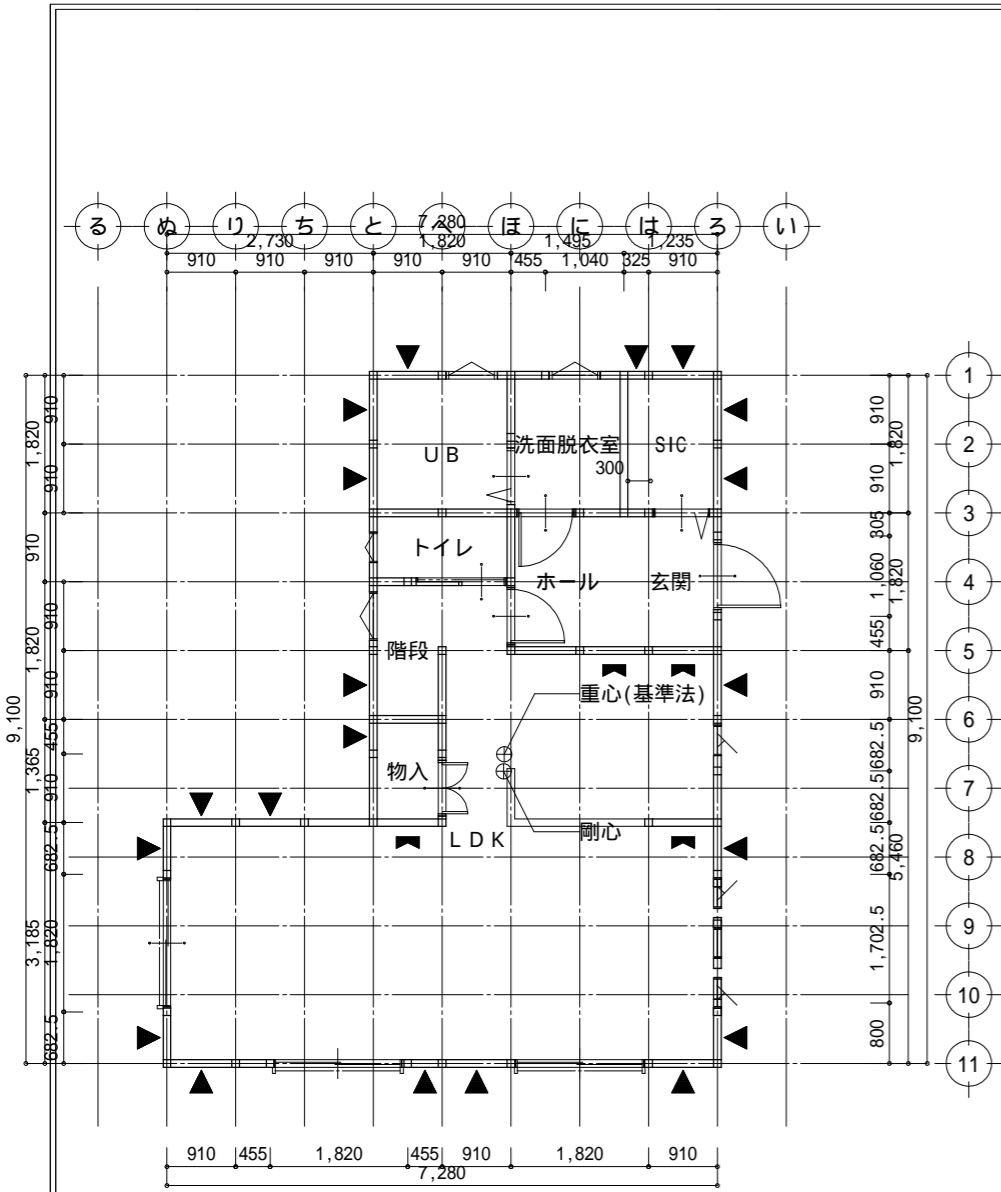 る ぬ り ち と へ ほ に は ろ い
7,280
2,730 1,820 1,495 1,235
910 910 910 910 910 455 1,040 325 910
1
2
3
4
5
6
7
8
9
10
11
9,100
1,820 910 1,820 1,365 3,185
910 910 910 910 455 910 682.5 1,820 682.5
UB
洗面脱衣室
SIC
300
トイレ
ホール
玄関
階段
重心(基準法)
物入
剛心
LDK
910 910 305 1,060 455 910 682.5 682.5 682.5 1,702.5 800
1,820 1,820 5,460
9,100
910 455 1,820 455 910 1,820 910
7,280